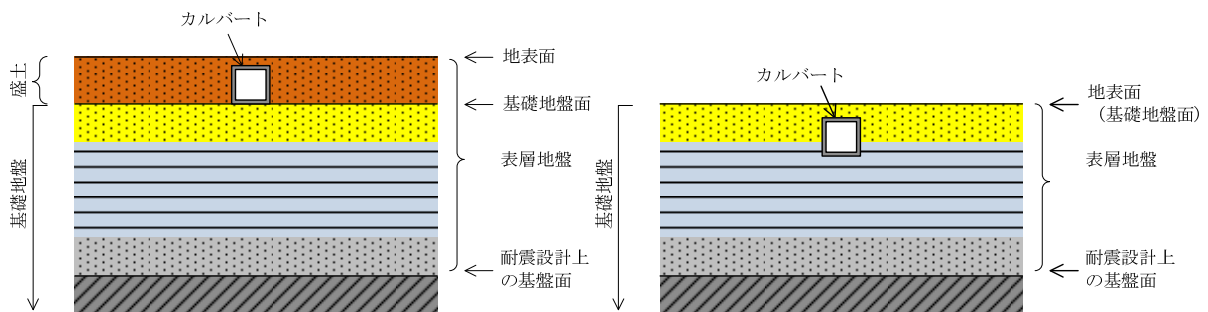 カルバート
盛土
地表面
基礎地盤面
表層地盤
基礎地盤
耐震設計上
の基盤面
カルバート
地表面
（基礎地盤面）
表層地盤
基礎地盤
耐震設計上
の基盤面